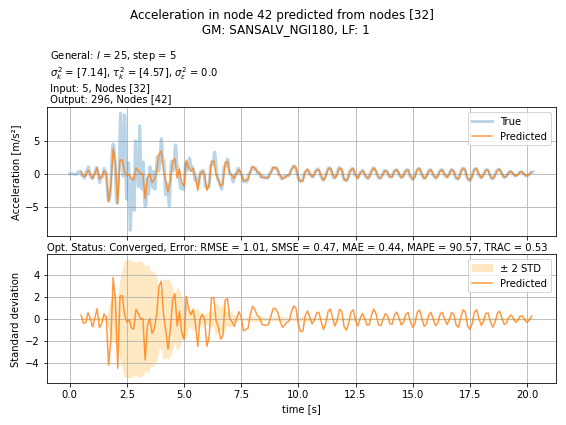 Acceleration in node 42 predicted from nodes [32]
GM: SANSALV_NGI180, LF: 1
General: l = 25, step = 5
σ²ₖ = [7.14], τ²ₖ = [4.57], σ²ε = 0.0
Input: 5, Nodes [32]
Output: 296, Nodes [42]
Acceleration [m/s²]
5
0
−5
True
Predicted
Opt. Status: Converged, Error: RMSE = 1.01, SMSE = 0.47, MAE = 0.44, MAPE = 90.57, TRAC = 0.53
Standard deviation
4
2
0
−2
−4
± 2 STD
Predicted
0.0 2.5 5.0 7.5 10.0 12.5 15.0 17.5 20.0
time [s]